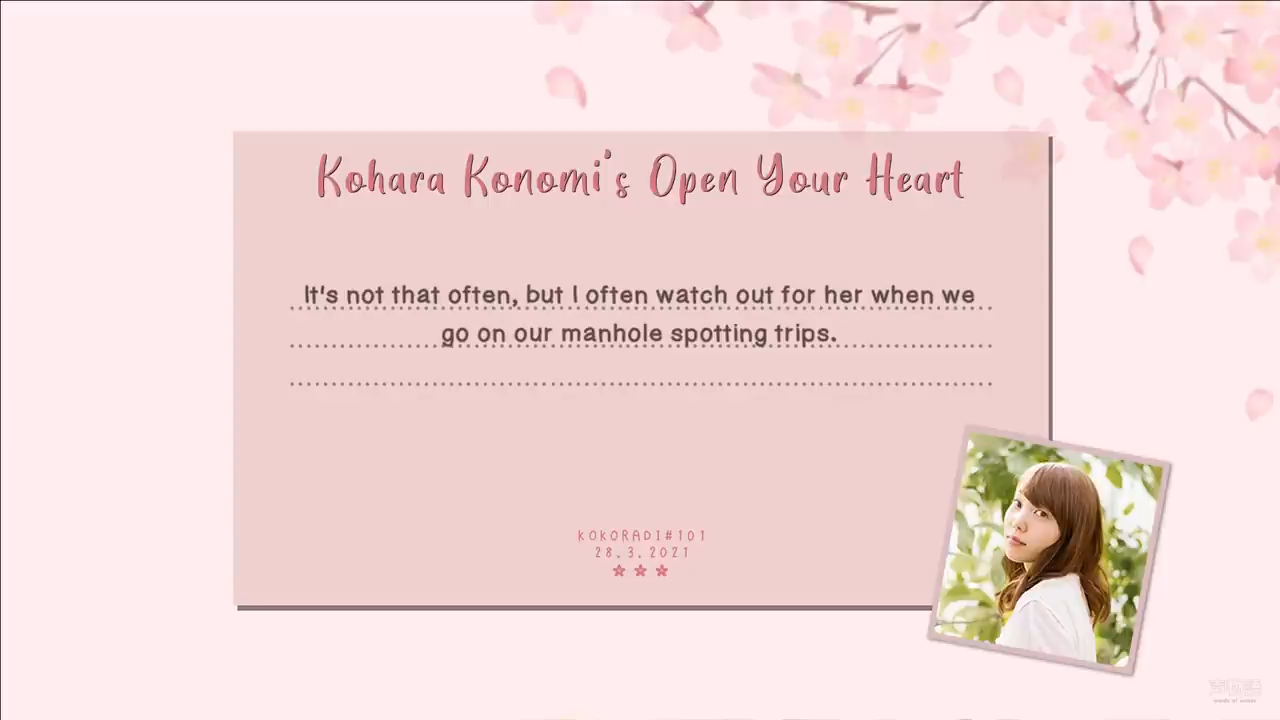 Kohara Konomi's Open Your Heart
It's not that often, but I often watch out for her when we
go on our manhole spotting trips.
KOKORADI#101
28.3.2021